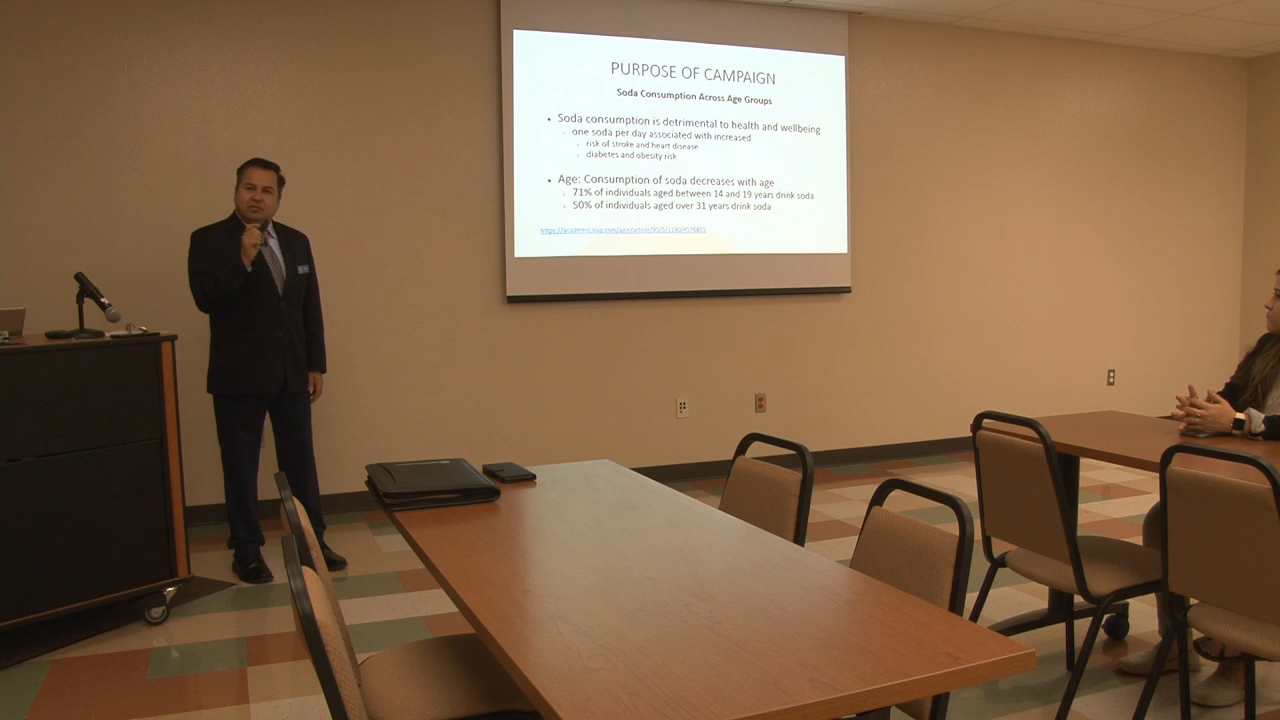 PURPOSE OF CAMPAIGN
Soda Consumption Across Age Groups
• Soda consumption is detrimental to health and wellbeing
◦ one soda per day associated with increased
◦ risk of stroke and heart disease
◦ diabetes and obesity risk
• Age: Consumption of soda decreases with age
◦ 71% of individuals aged between 14 and 19 years drink soda
◦ 50% of individuals aged over 31 years drink soda